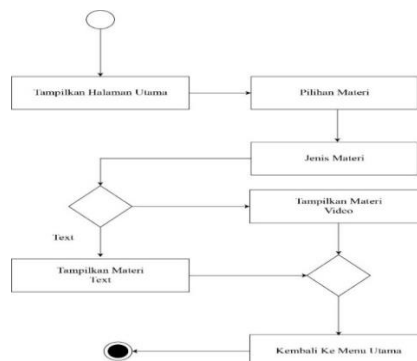 Tampilkan Halaman Utama
Pilihan Materi
Jenis Materi
Tampilkan Materi
Video
Text
Tampilkan Materi
Text
Kembali Ke Menu Utama